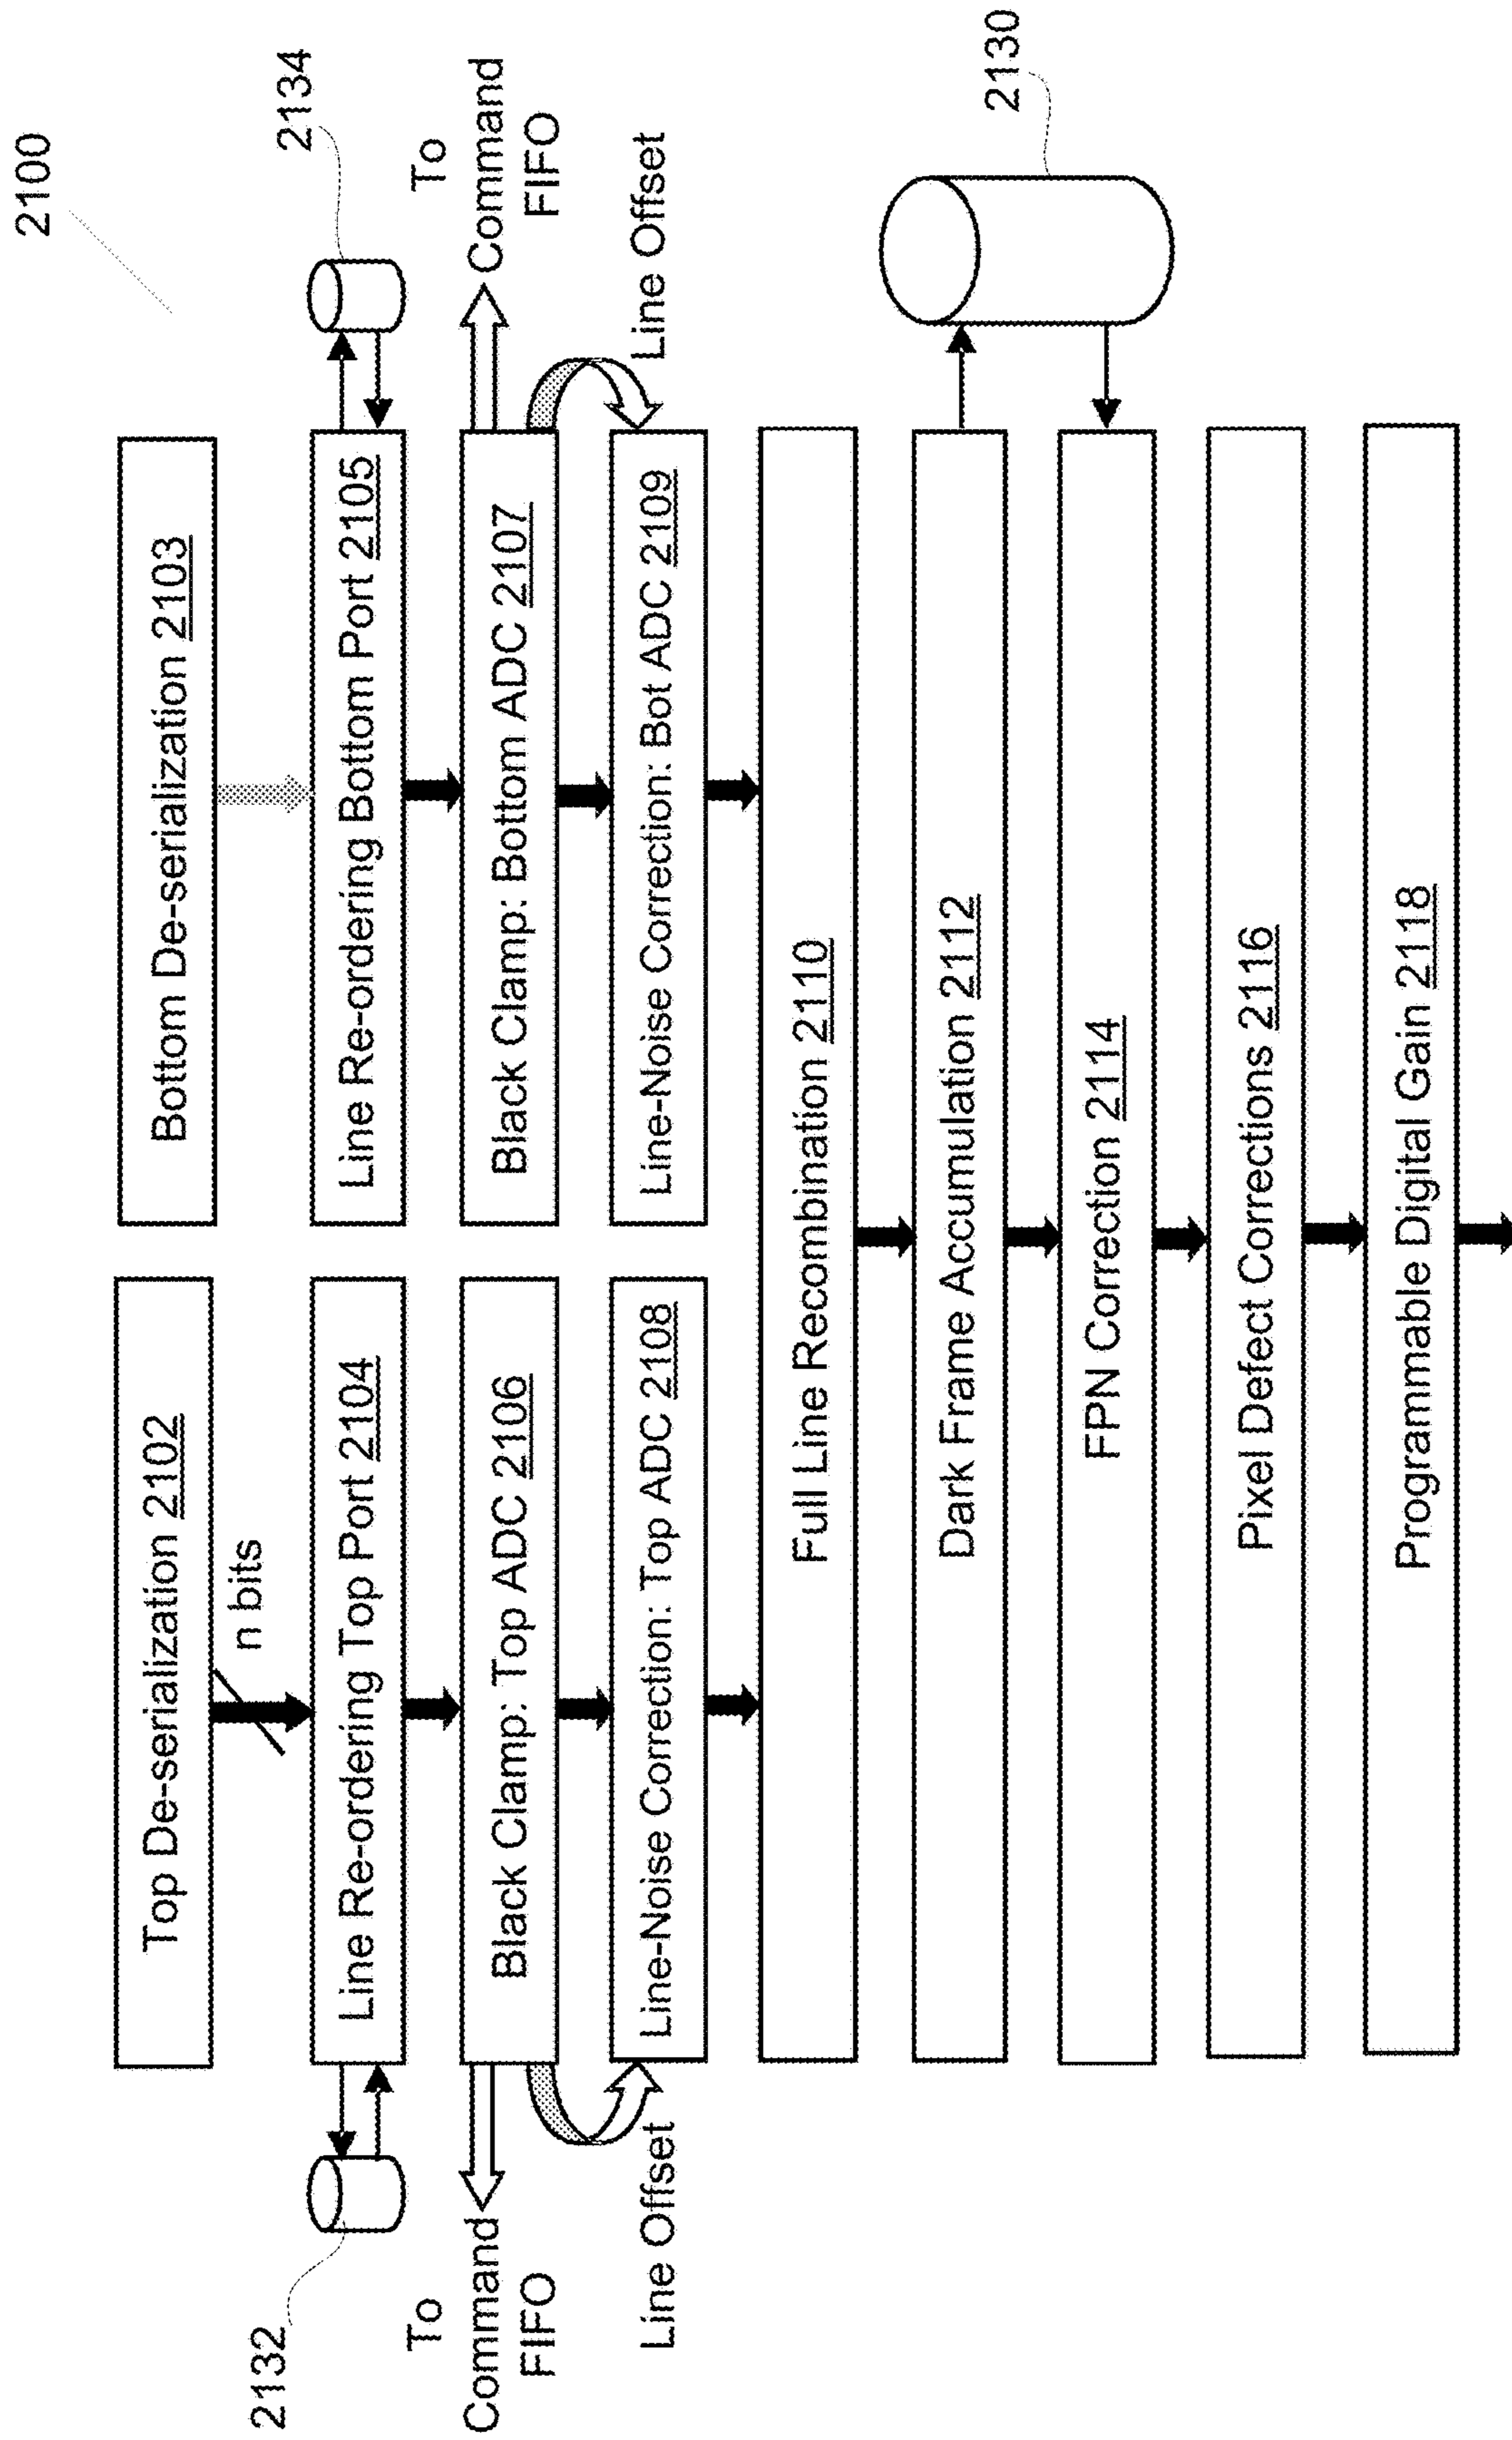 2100
Top De-serialization 2102
Bottom De-serialization 2103
n bits
2132
2134
Line Re-ordering Top Port 2104
Line Re-ordering Bottom Port 2105
To
Command
FIFO
Black Clamp: Top ADC 2106
Black Clamp: Bottom ADC 2107
To
Command
FIFO
Line Offset
Line-Noise Correction: Top ADC 2108
Line-Noise Correction: Bot ADC 2109
Line Offset
Full Line Recombination 2110
Dark Frame Accumulation 2112
2130
FPN Correction 2114
Pixel Defect Corrections 2116
Programmable Digital Gain 2118